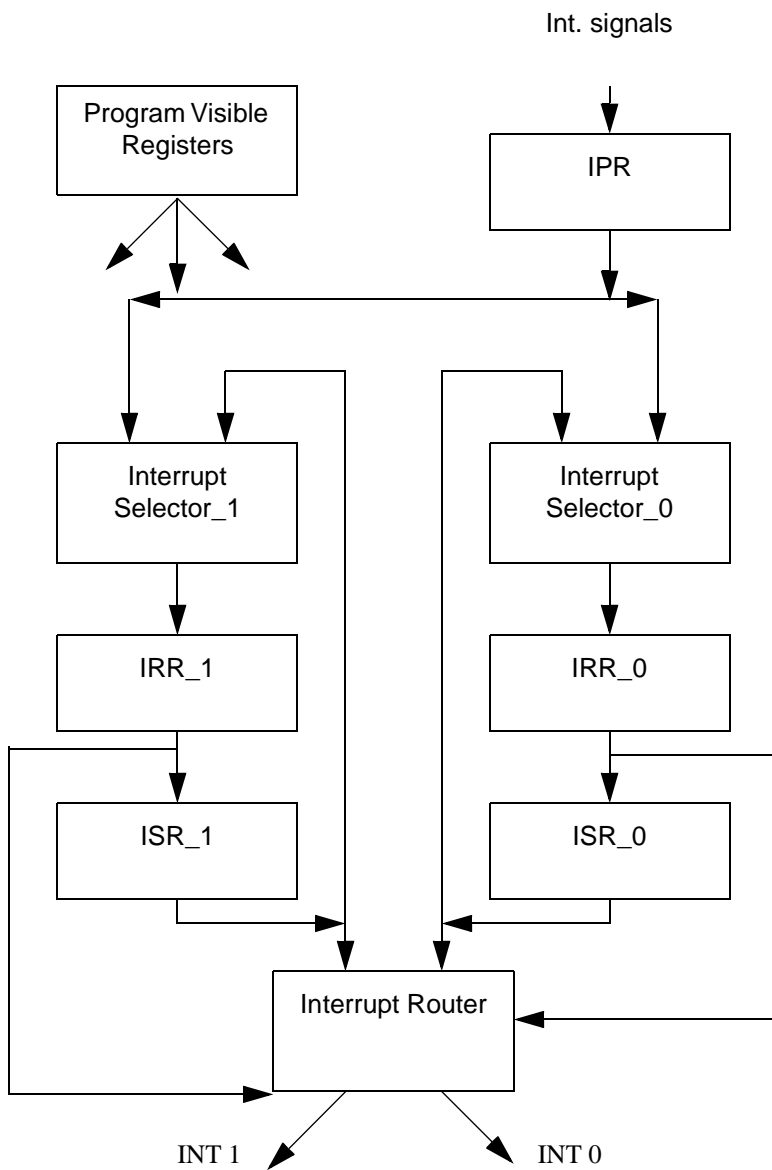 Int. signals
Program Visible
Registers
IPR
Interrupt
Selector_1
Interrupt
Selector_0
IRR_1
IRR_0
ISR_1
ISR_0
Interrupt Router
INT 1
INT 0